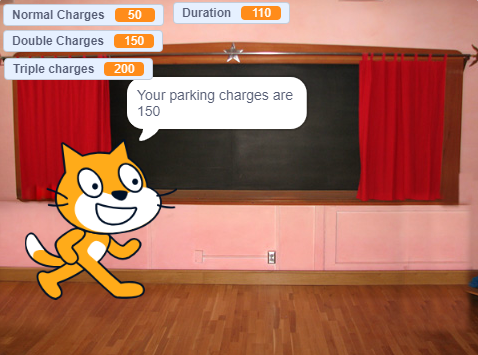 Normal Charges 50
Duration 110
Double Charges 150
Triple charges 200
Your parking charges are
150